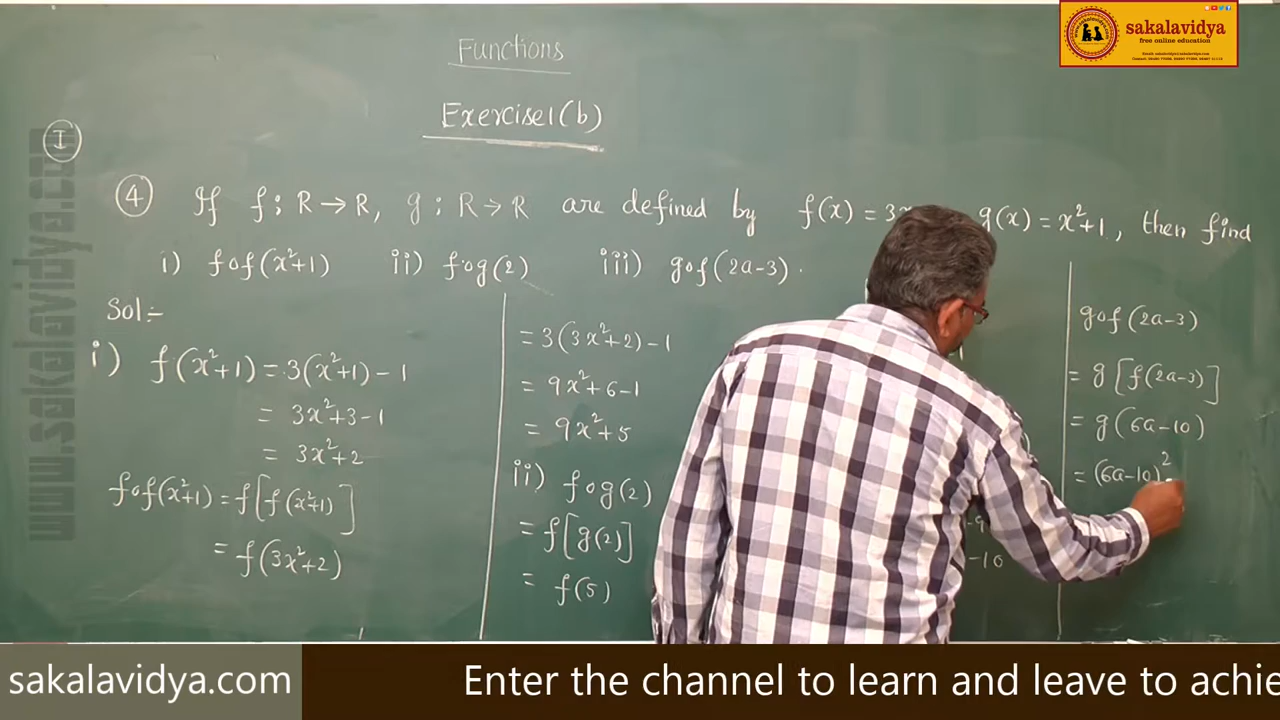 sakalavidya
free online education
Functions
Exercise1(b)
I
4 If f : R → R, g : R → R are defined by f(x) = 3x g(x) = x²+1, then find
i) fof(x²+1) ii) fog(2) iii) gof(2a-3).
Sol:-
i) f(x²+1) = 3(x²+1) - 1
= 3x²+3-1
= 3x²+2
fof(x²+1) = f[f(x²+1)]
= f(3x²+2)
= 3(3x²+2)-1
= 9x²+6-1
= 9x²+5
ii) fog(2)
= f[g(2)]
= f(5)
-9
-10
gof(2a-3)
= g[f(2a-3)]
= g(6a-10)
= (6a-10)²
www.sakalavidya.com
sakalavidya.com
Enter the channel to learn and leave to achie